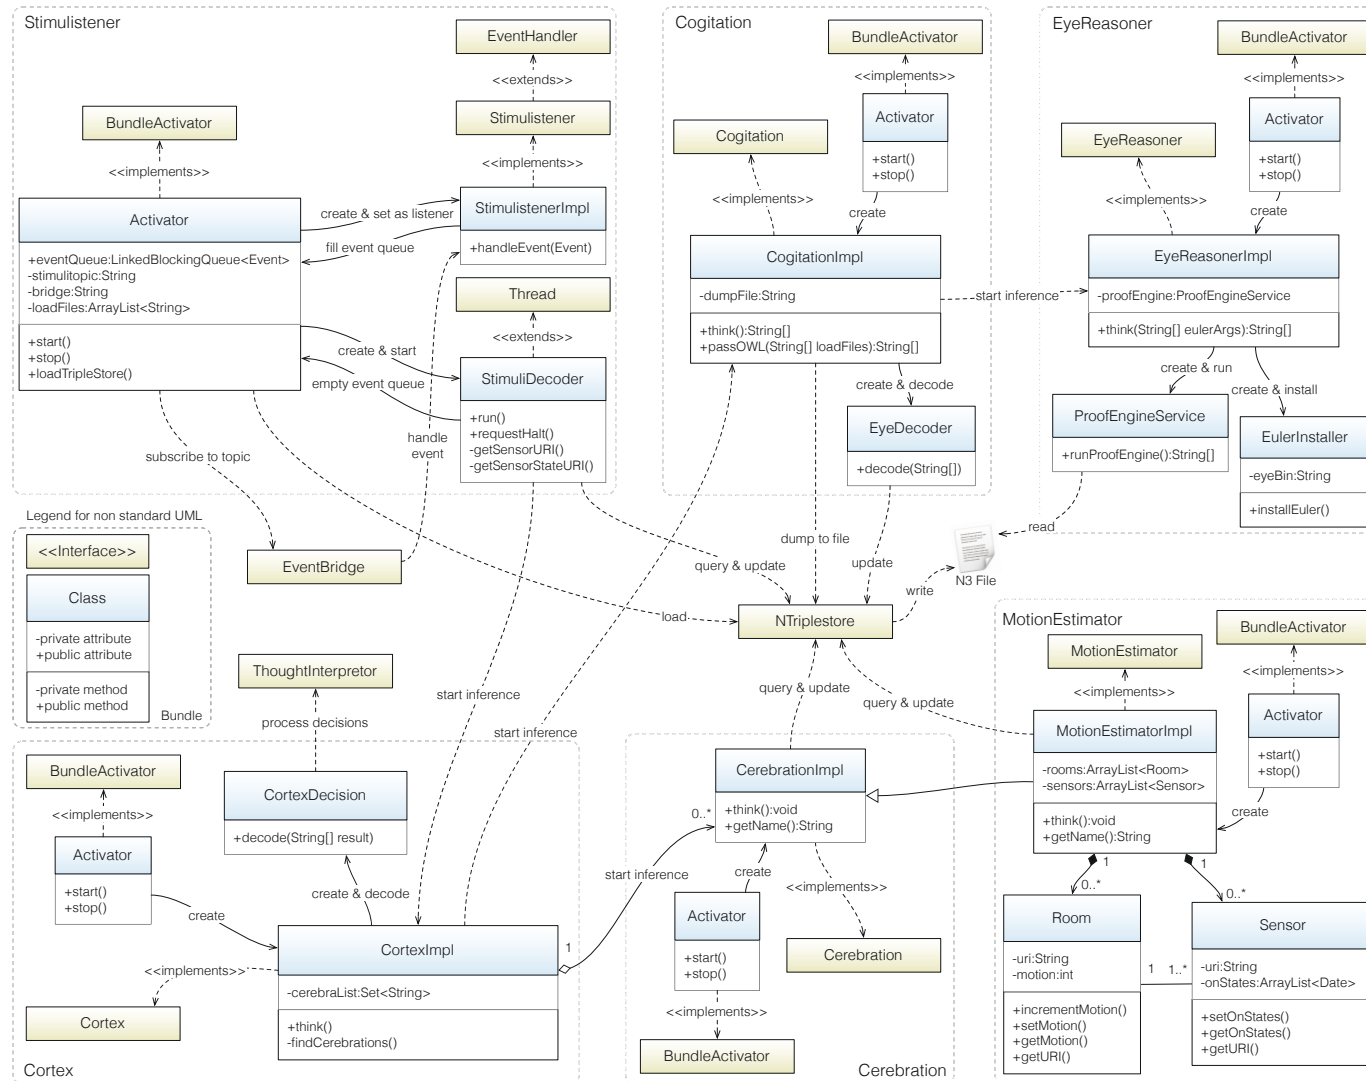 Stimulistener
EventHandler
<<extends>>
Stimulistener
<<implements>>
BundleActivator
<<implements>>
Activator
+eventQueue:LinkedBlockingQueue<Event>
-stimulitopic:String
-bridge:String
-loadFiles:ArrayList<String>
+start()
+stop()
+loadTripleStore()
create & set as listener
fill event queue
StimulistenerImpl
+handleEvent(Event)
Thread
<<extends>>
create & start
empty event queue
StimuliDecoder
+run()
+requestHalt()
-getSensorURI()
-getSensorStateURI()
handle
event
subscribe to topic
EventBridge
Cogitation
BundleActivator
<<implements>>
Activator
+start()
+stop()
create
Cogitation
<<implements>>
CogitationImpl
-dumpFile:String
+think():String[]
+passOWL(String[] loadFiles):String[]
start inference
create & decode
EyeDecoder
+decode(String[])
EyeReasoner
BundleActivator
<<implements>>
Activator
+start()
+stop()
create
EyeReasoner
<<implements>>
EyeReasonerImpl
-proofEngine:ProofEngineService
+think(String[] eulerArgs):String[]
create & run
create & install
ProofEngineService
+runProofEngine():String[]
EulerInstaller
-eyeBin:String
+installEuler()
read
N3 File
write
dump to file
update
query & update
load
NTriplestore
query & update
query & update
Legend for non standard UML
<<Interface>>
Class
-private attribute
+public attribute
-private method
+public method
Bundle
ThoughtInterpretor
process decisions
start inference
start inference
BundleActivator
<<implements>>
Activator
+start()
+stop()
create
CortexDecision
+decode(String[] result)
create & decode
CortexImpl
-cerebraList:Set<String>
+think()
-findCerebrations()
<<implements>>
Cortex
Cortex
1
start inference
0..*
CerebrationImpl
+think():void
+getName():String
create
Activator
+start()
+stop()
<<implements>>
BundleActivator
<<implements>>
Cerebration
Cerebration
MotionEstimator
BundleActivator
<<implements>>
MotionEstimator
<<implements>>
Activator
+start()
+stop()
create
MotionEstimatorImpl
-rooms:ArrayList<Room>
-sensors:ArrayList<Sensor>
+think():void
+getName():String
1
1
0..*
0..*
Room
-uri:String
-motion:int
+incrementMotion()
+setMotion()
+getMotion()
+getURI()
1
1..*
Sensor
-uri:String
-onStates:ArrayList<Date>
+setOnStates()
+getOnStates()
+getURI()